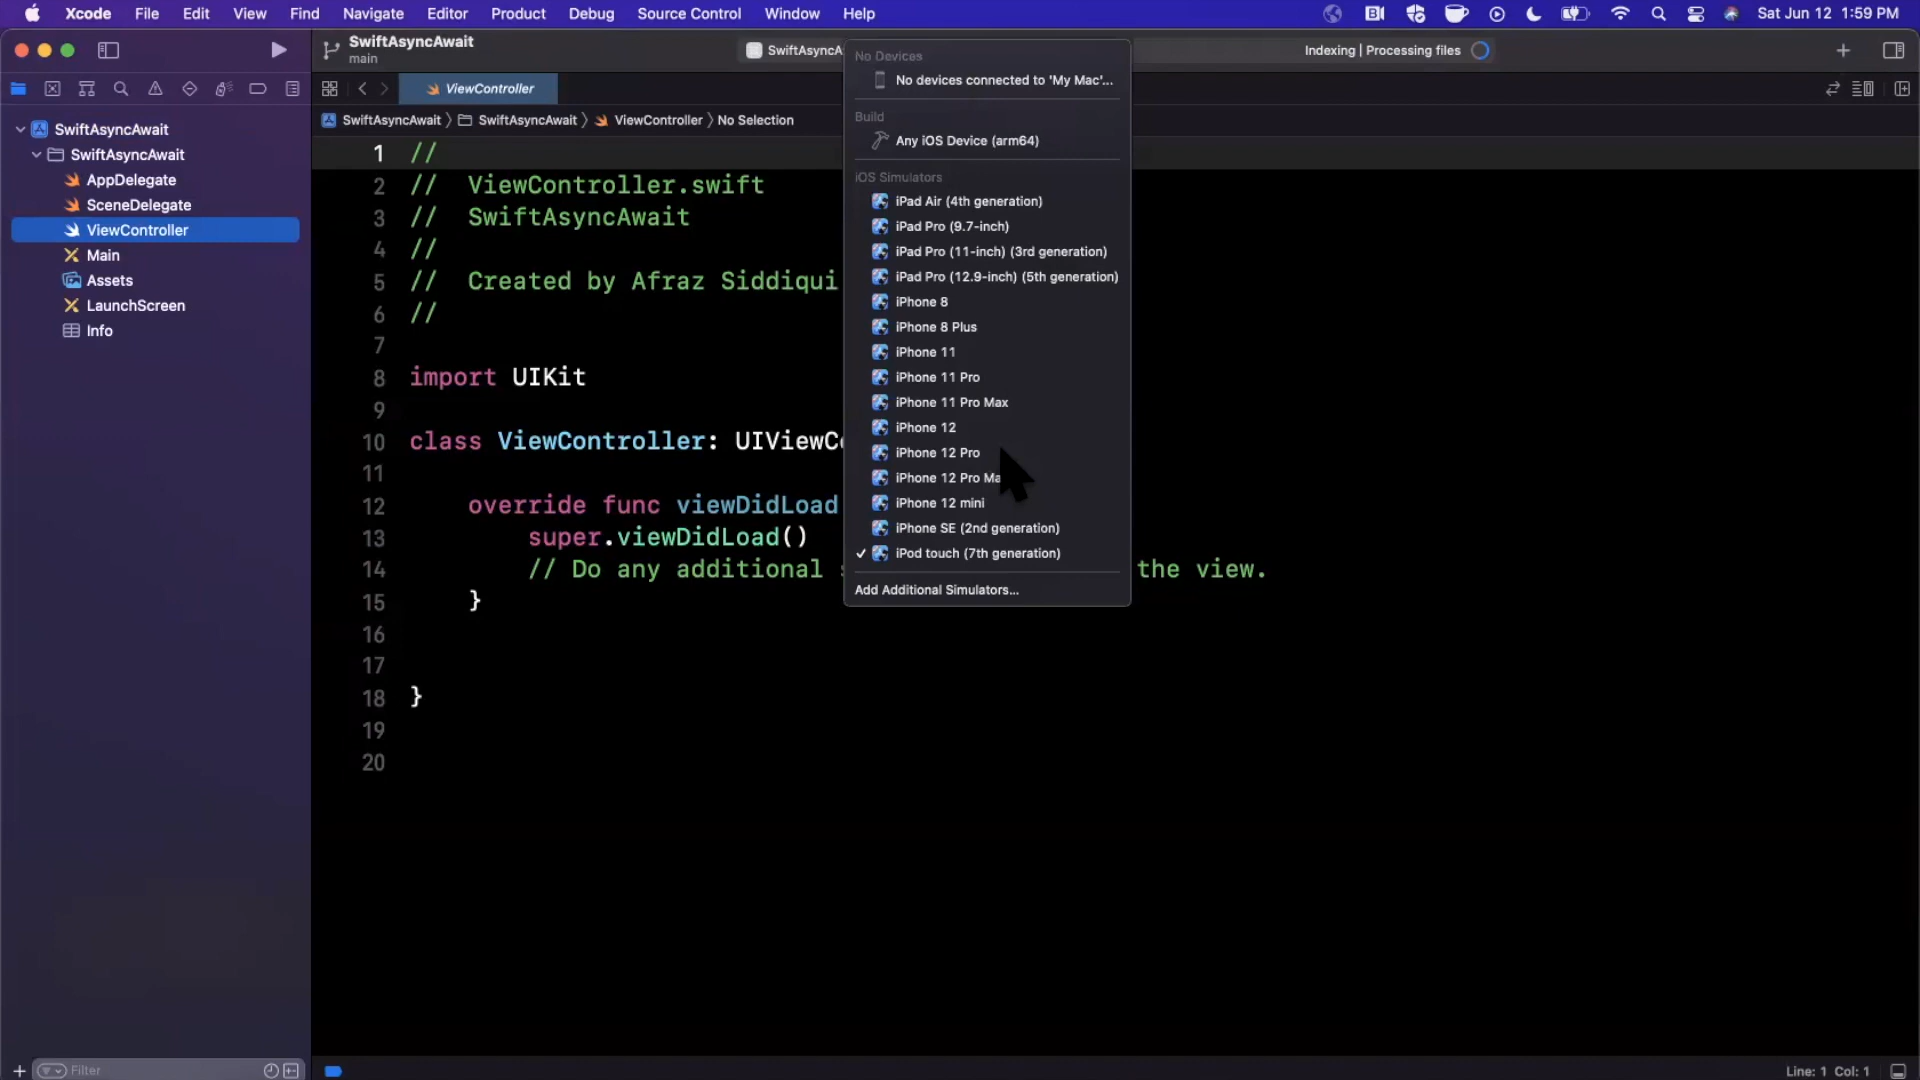 Xcode File Edit View Find Navigate Editor Product Debug Source Control Window Help Sat Jun 12 1:59 PM
SwiftAsyncAwait
main
SwiftAsyncA
Indexing | Processing files
ViewController
SwiftAsyncAwait SwiftAsyncAwait ViewController No Selection
SwiftAsyncAwait
SwiftAsyncAwait
AppDelegate
SceneDelegate
ViewController
Main
Assets
LaunchScreen
Info
1 //
2 // ViewController.swift
3 // SwiftAsyncAwait
4 //
5 // Created by Afraz Siddiqui
6 //
7
8 import UIKit
9
10 class ViewController: UIViewC
11
12 override func viewDidLoad
13 super.viewDidLoad()
14 // Do any additional the view.
15 }
16
17
18 }
19
20
No Devices
No devices connected to 'My Mac'...
Build
Any iOS Device (arm64)
iOS Simulators
iPad Air (4th generation)
iPad Pro (9.7-inch)
iPad Pro (11-inch) (3rd generation)
iPad Pro (12.9-inch) (5th generation)
iPhone 8
iPhone 8 Plus
iPhone 11
iPhone 11 Pro
iPhone 11 Pro Max
iPhone 12
iPhone 12 Pro
iPhone 12 Pro Ma
iPhone 12 mini
iPhone SE (2nd generation)
iPod touch (7th generation)
Add Additional Simulators...
Filter
Line: 1 Col: 1